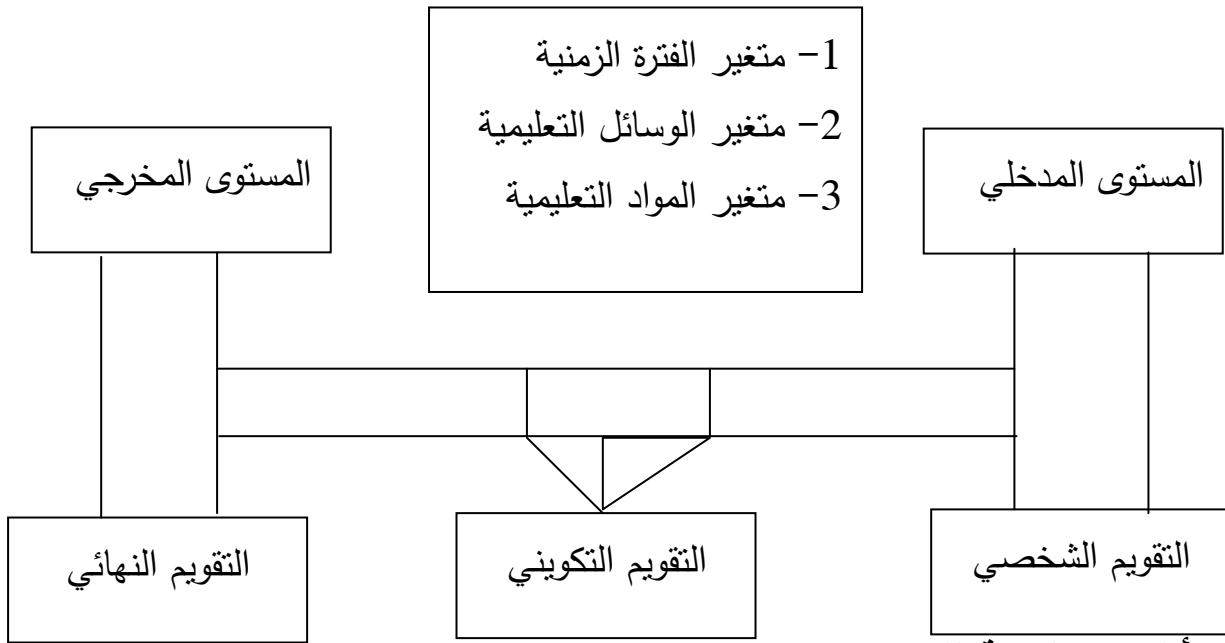 1- متغير الفترة الزمنية
2- متغير الوسائل التعليمية
3- متغير المواد التعليمية
المستوى المدخلي
المستوى المخرجي
التقويم الشخصي
التقويم التكويني
التقويم النهائي